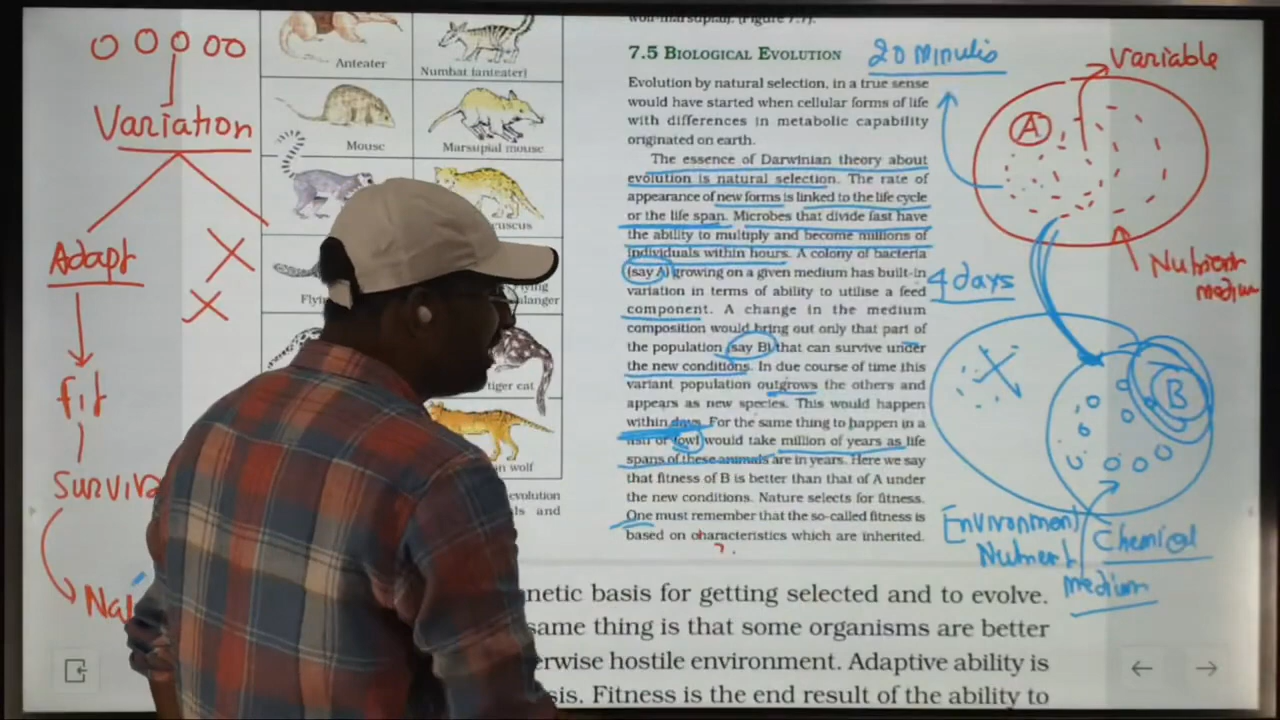 Variation
Adapt
fit
Anteater
Numbat (anteater)
Mouse
Marsupial mouse
tiger cat
wolf
evolution
and
7.5 BIOLOGICAL EVOLUTION
Evolution by natural selection, in a true sense
would have started when cellular forms of life
with differences in metabolic capability
originated on earth.
The essence of Darwinian theory about
evolution is natural selection. The rate of
appearance of new forms is linked to the life cycle
or the life span. Microbes that divide fast have
the ability to multiply and become millions of
individuals within hours. A colony of bacteria
(say A) growing on a given medium has built-in
variation in terms of ability to utilise a feed
component. A change in the medium
composition would bring out only that part of
the population (say B) that can survive under
the new conditions. In due course of time this
variant population outgrows the others and
appears as new species. This would happen
within days. For the same thing to happen in a
fish or fowl would take million of years as life
spans of these animals are in years. Here we say
that fitness of B is better than that of A under
the new conditions. Nature selects for fitness.
One must remember that the so-called fitness is
based on characteristics which are inherited.
netic basis for getting selected and to evolve.
same thing is that some organisms are better
erwise hostile environment. Adaptive ability is
sis. Fitness is the end result of the ability to
20 Minutis
variable
A
Nutrient
medium
4 days
B
Environment
Nutrient
medium
Chemical